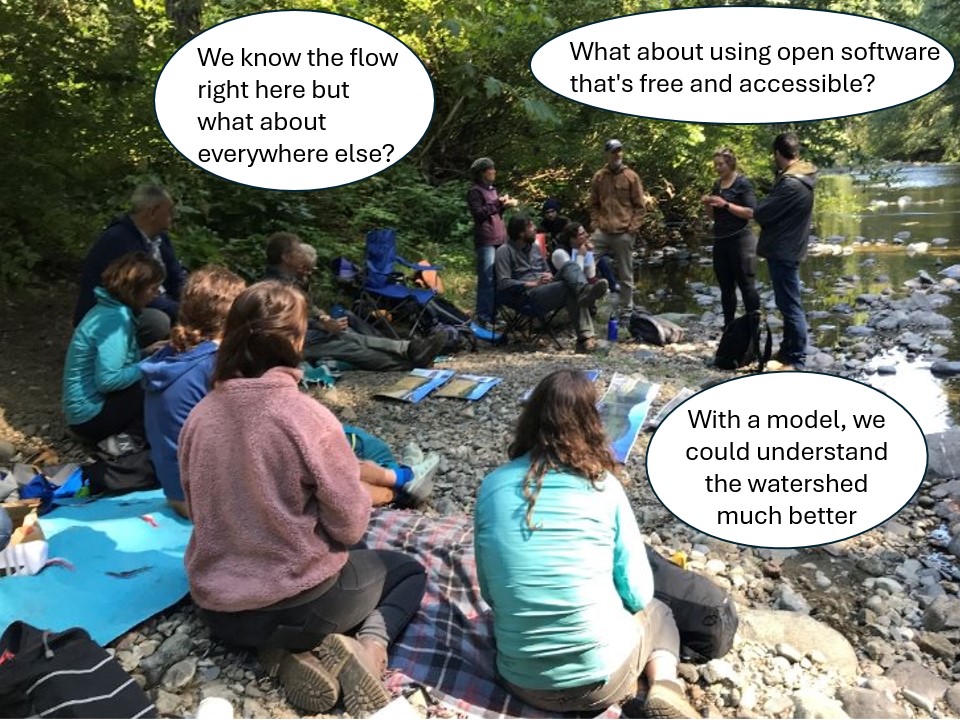 We know the flow
right here but
what about
everywhere else?
What about using open software
that's free and accessible?
With a model, we
could understand
the watershed
much better